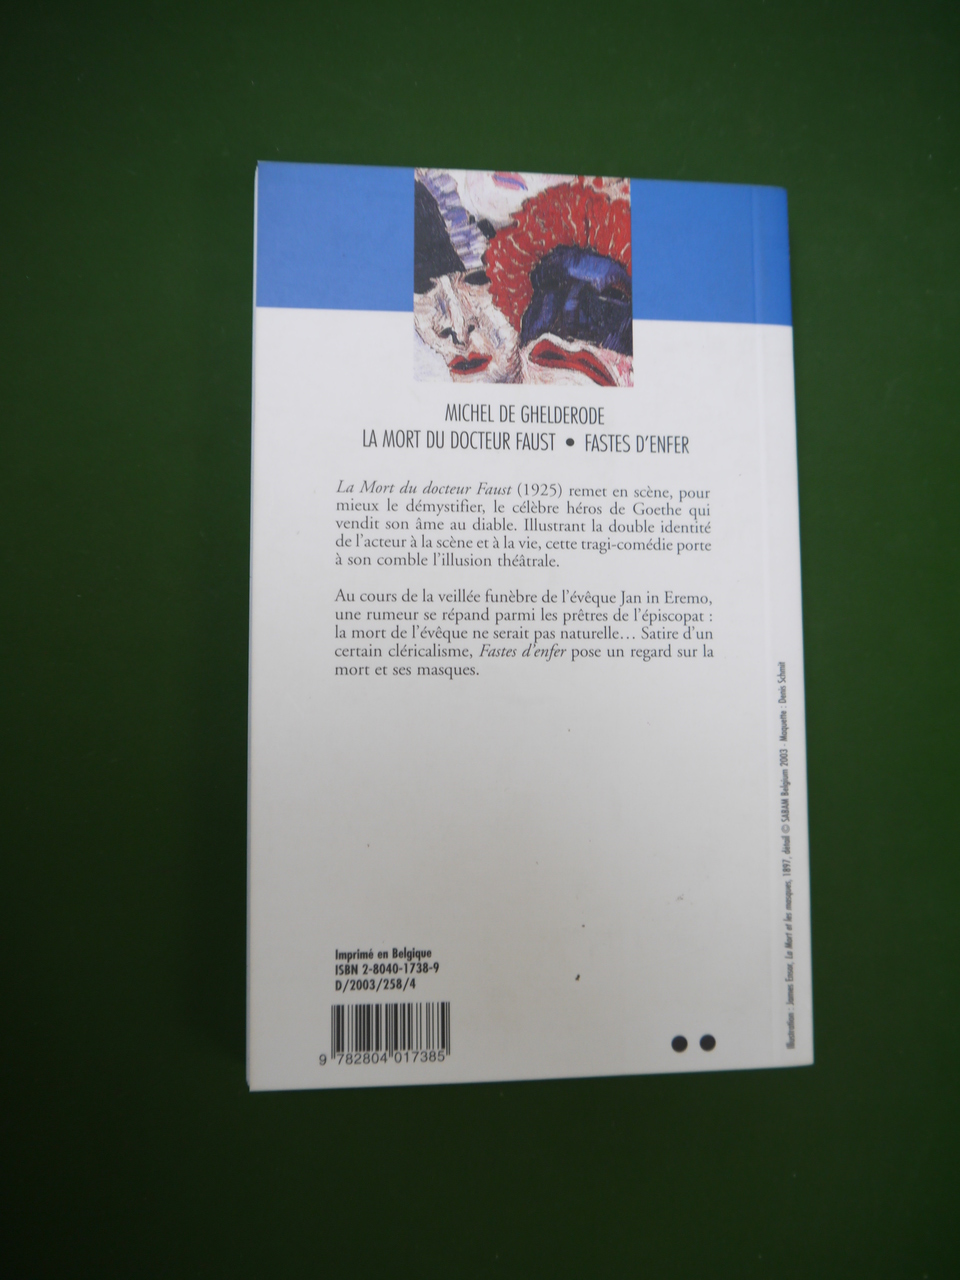 MICHEL DE GHELDERODE
LA MORT DU DOCTEUR FAUST • FASTES D'ENFER
La Mort du docteur Faust (1925) remet en scène, pour
mieux le démystifier, le célèbre héros de Goethe qui
vendit son âme au diable. Illustrant la double identité
de l'acteur à la scène et à la vie, cette tragi-comédie porte
à son comble l'illusion théâtrale.
Au cours de la veillée funèbre de l'évêque Jan in Eremo,
une rumeur se répand parmi les prêtres de l'épiscopat :
la mort de l'évêque ne serait pas naturelle… Satire d'un
certain cléricalisme, Fastes d'enfer pose un regard sur la
mort et ses masques.
Imprimé en Belgique
ISBN 2-8040-1738-9
D/2003/258/4
9 782804 017385
Illustration : James Ensor, La Mort et les masques, 1897, détail © SABAM Belgium 2003 - Maquette : Denis Schmit